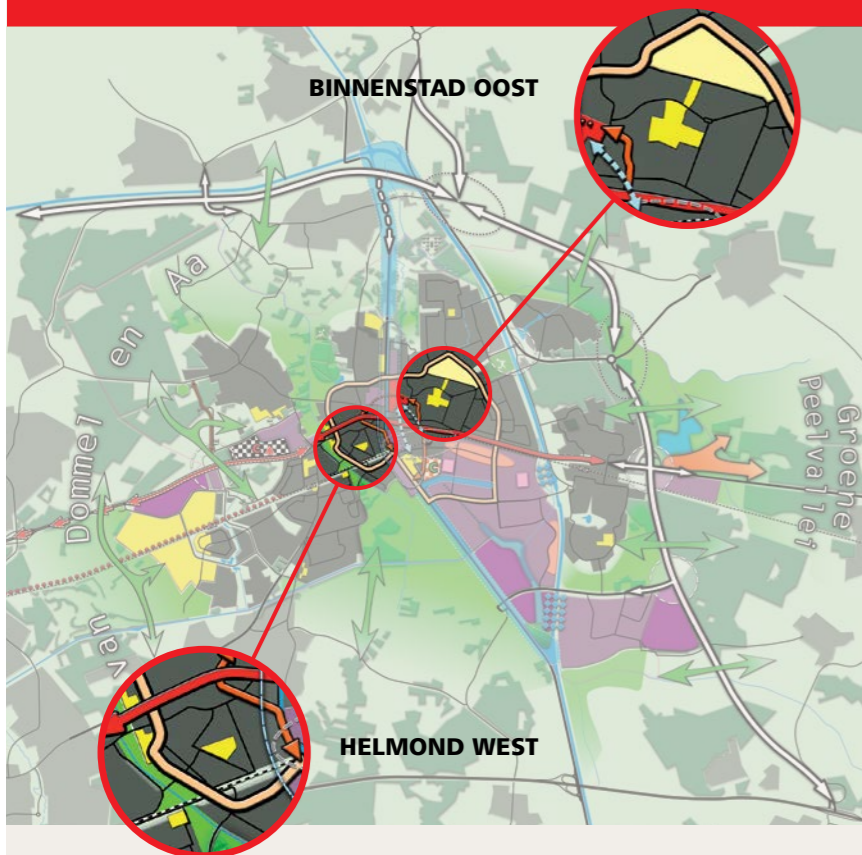 BINNENSTAD OOST
Dommel
en Aa
van
Groene
Peelvallei
HELMOND WEST